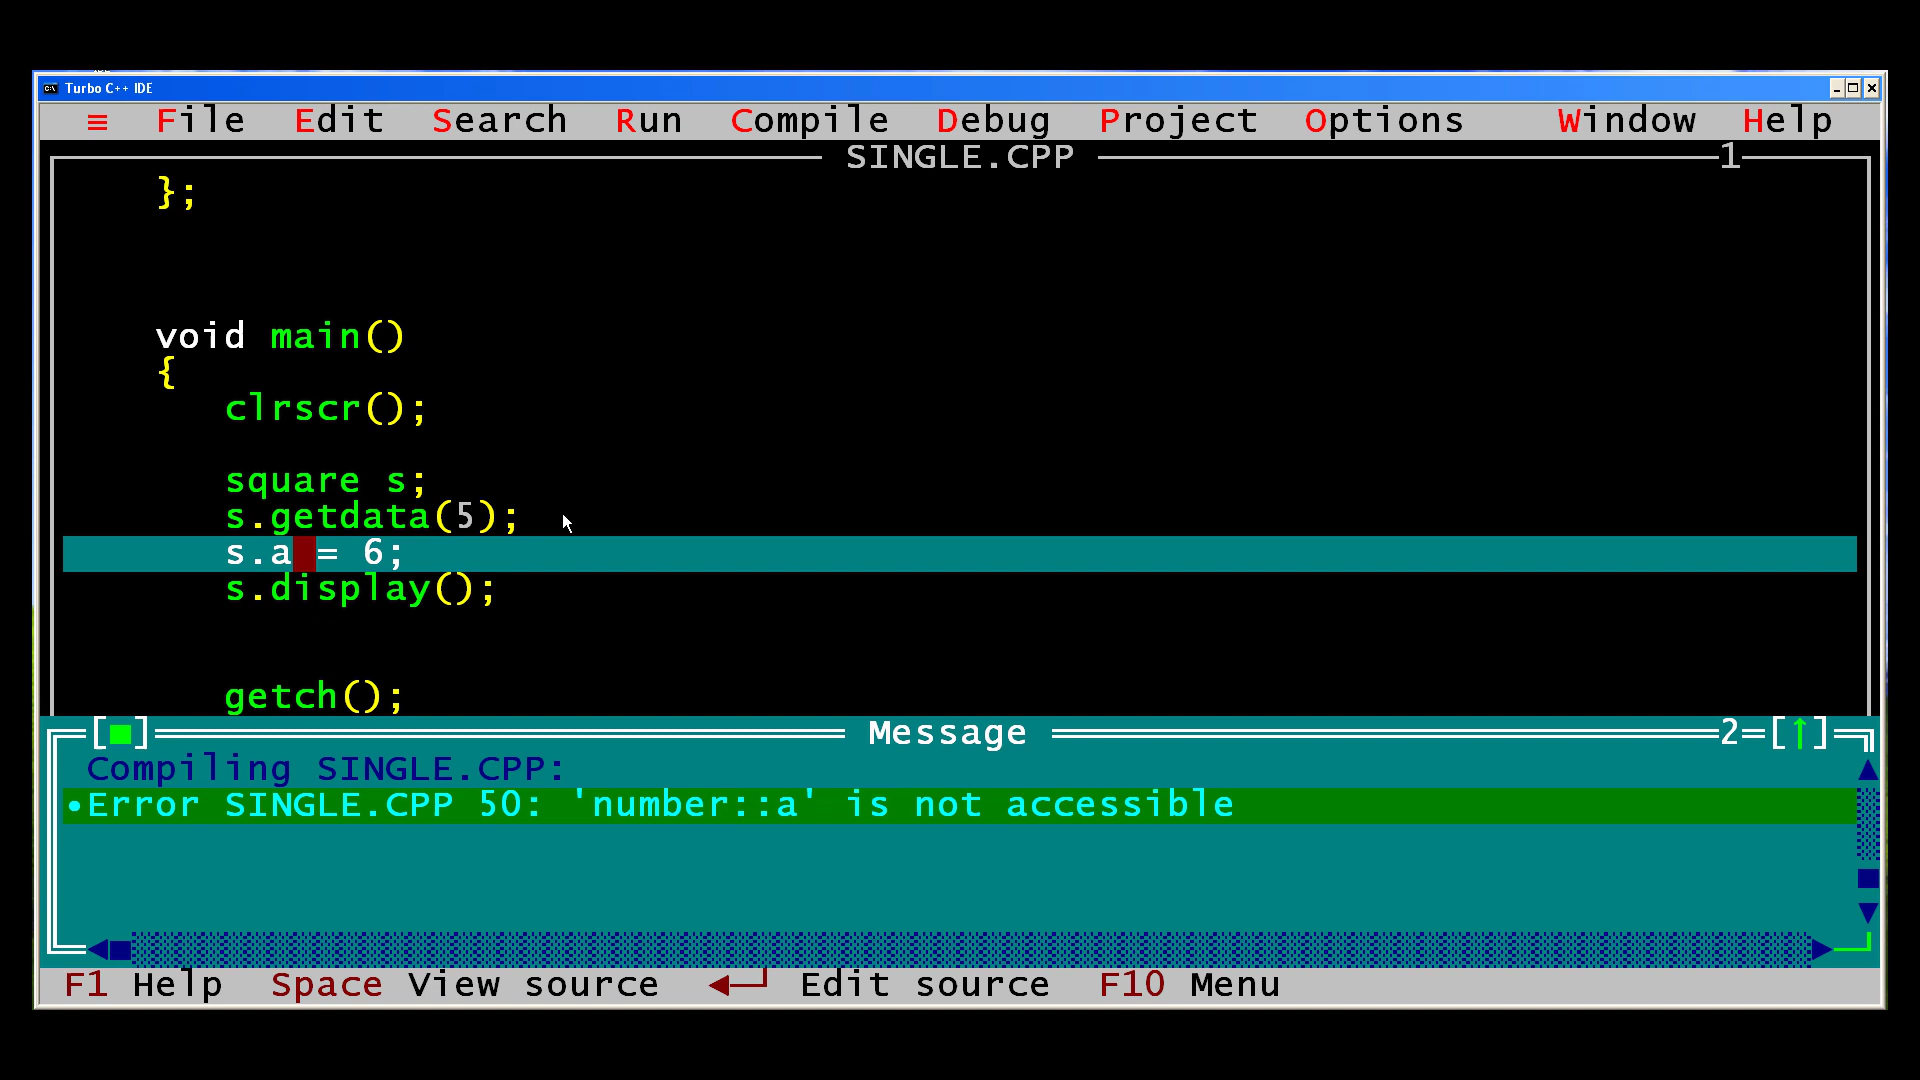 Turbo C++ IDE
≡ File Edit Search Run Compile Debug Project Options Window Help
SINGLE.CPP 1
};
void main()
{
clrscr();
square s;
s.getdata(5);
s.a = 6;
s.display();
getch();
[■] Message 2=[↑]
Compiling SINGLE.CPP:
•Error SINGLE.CPP 50: 'number::a' is not accessible
F1 Help Space View source ◄─┘ Edit source F10 Menu